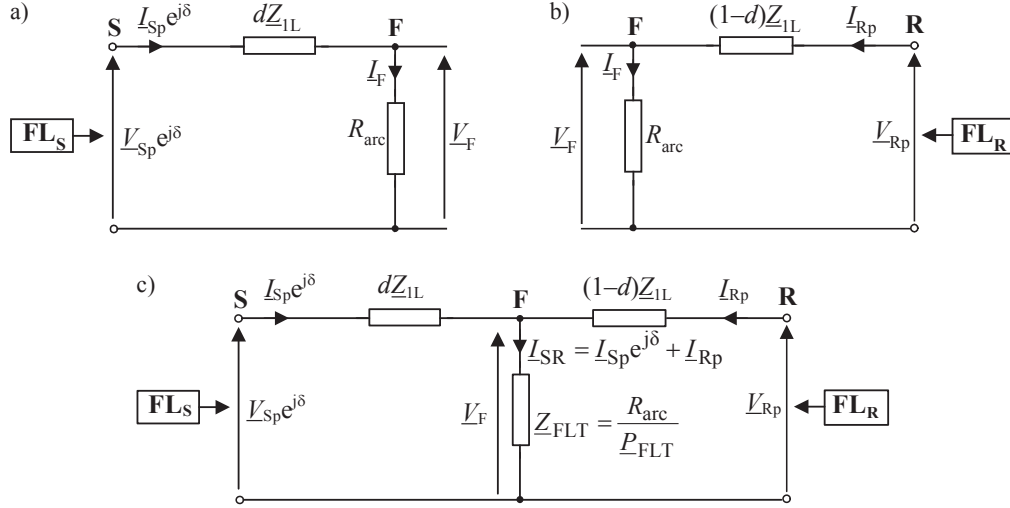 a)
I_Sp e^jδ
dZ_1L
S
F
I_F
FL_S
V_Sp e^jδ
R_arc
V_F
b)
F
(1–d)Z_1L
I_Rp
R
I_F
V_F
R_arc
V_Rp
FL_R
c)
S
I_Sp e^jδ
dZ_1L
F
(1–d)Z_1L
I_Rp
R
I_SR = I_Sp e^jδ + I_Rp
FL_S
V_Sp e^jδ
V_F
Z_FLT = R_arc / P_FLT
V_Rp
FL_R